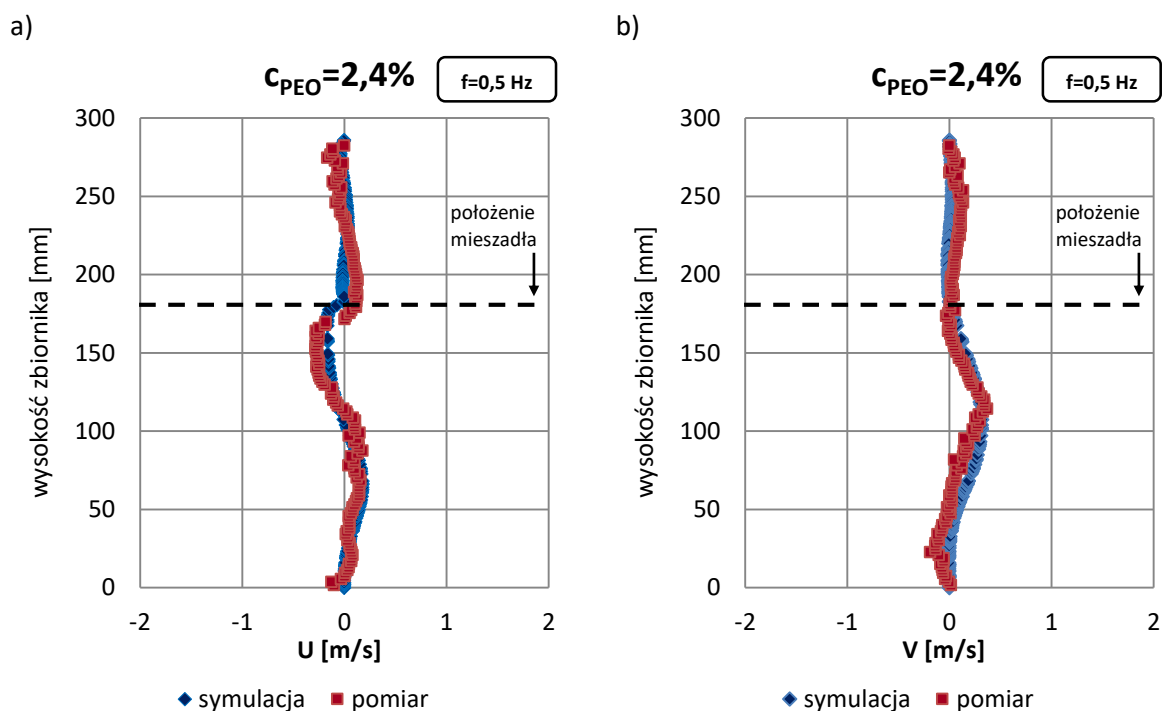 a)
c_PEO=2,4%
f=0,5 Hz
300
250
200
150
100
50
0
-2 -1 0 1 2
wysokość zbiornika [mm]
położenie
mieszadła
U [m/s]
symulacja pomiar
b)
c_PEO=2,4%
f=0,5 Hz
300
250
200
150
100
50
0
-2 -1 0 1 2
wysokość zbiornika [mm]
położenie
mieszadła
V [m/s]
symulacja pomiar